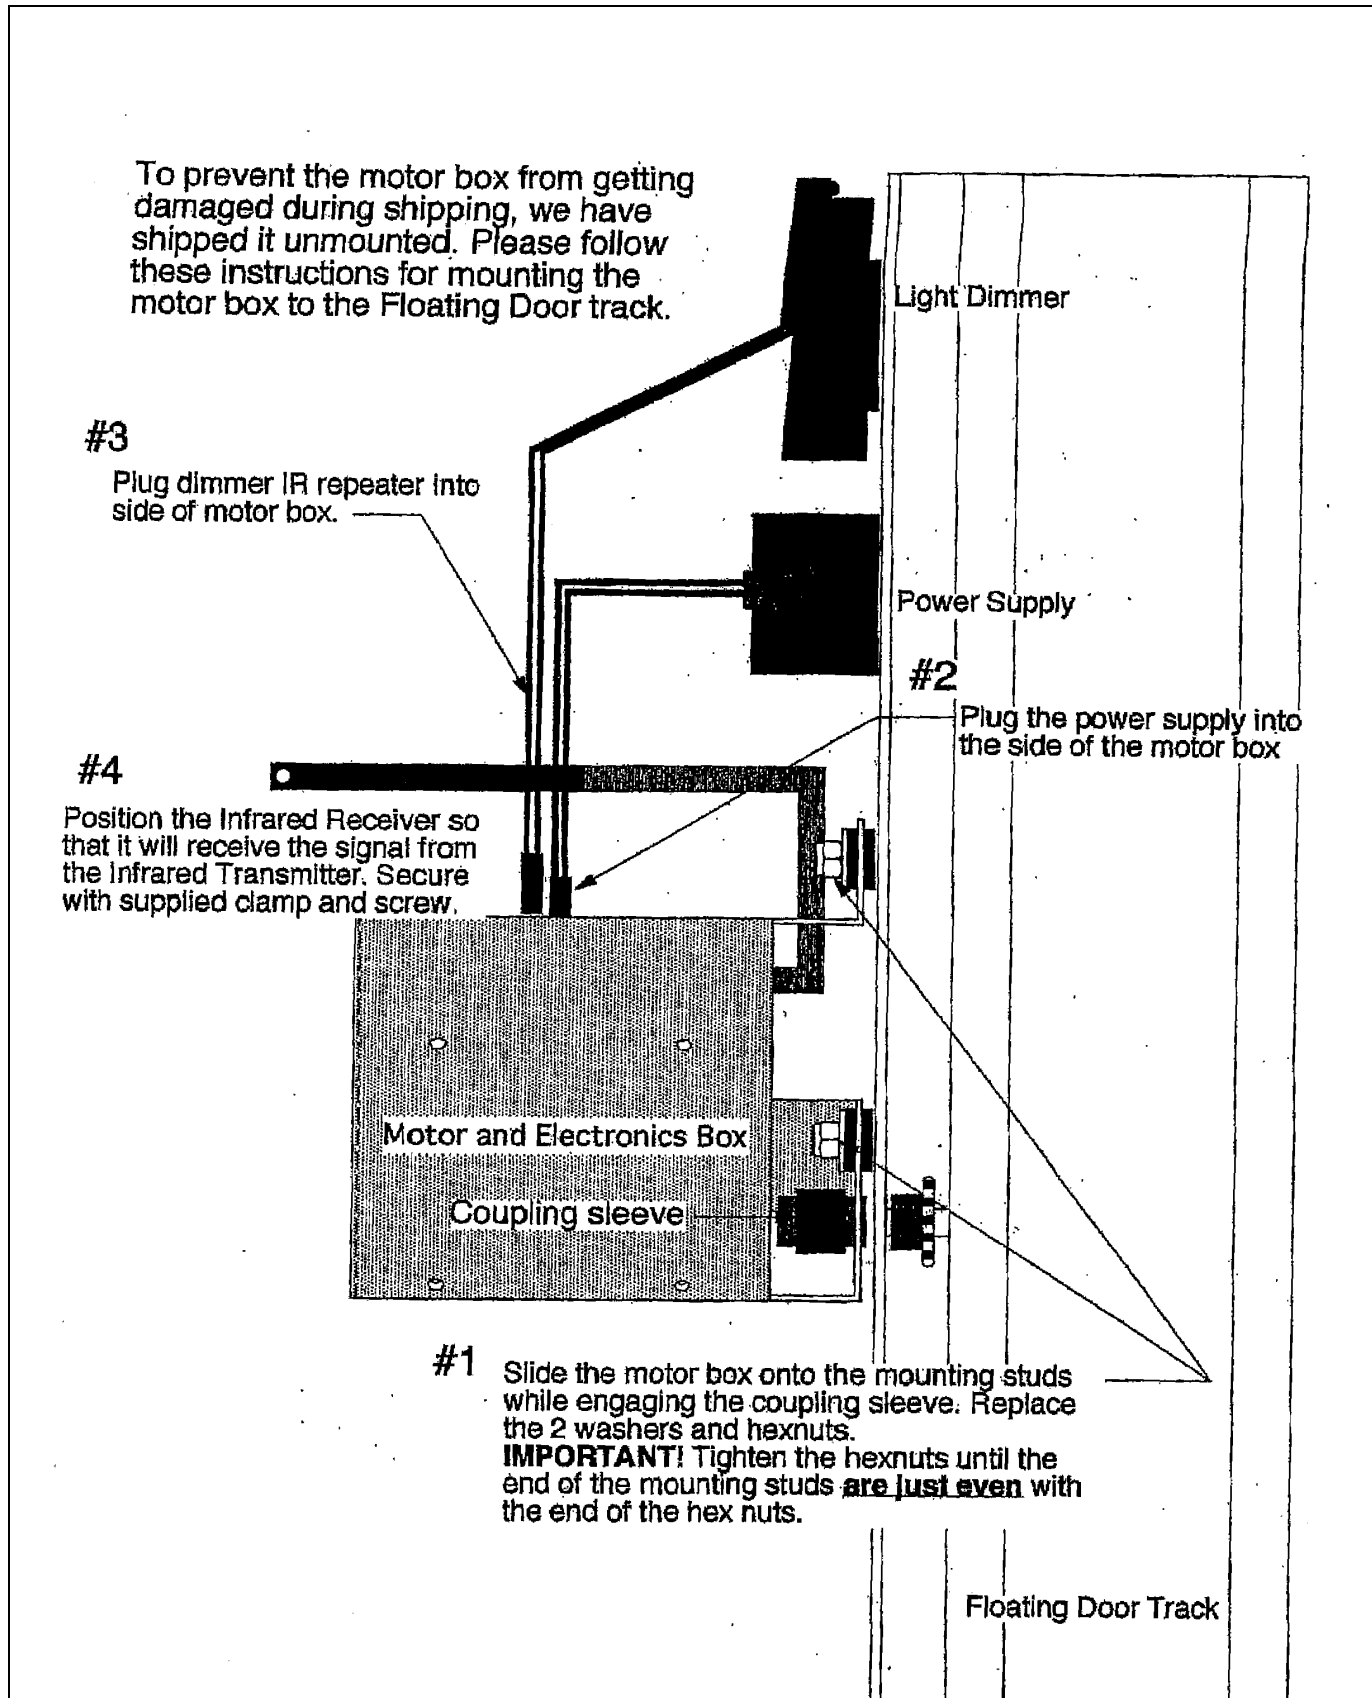 To prevent the motor box from getting
damaged during shipping, we have
shipped it unmounted. Please follow
these instructions for mounting the
motor box to the Floating Door track.
Light Dimmer
#3
Plug dimmer IR repeater into
side of motor box.
Power Supply
#2
Plug the power supply into
the side of the motor box
#4
Position the Infrared Receiver so
that it will receive the signal from
the Infrared Transmitter. Secure
with supplied clamp and screw.
Motor and Electronics Box
Coupling sleeve
#1
Slide the motor box onto the mounting studs
while engaging the coupling sleeve. Replace
the 2 washers and hexnuts.
IMPORTANT! Tighten the hexnuts until the
end of the mounting studs are just even with
the end of the hex nuts.
Floating Door Track